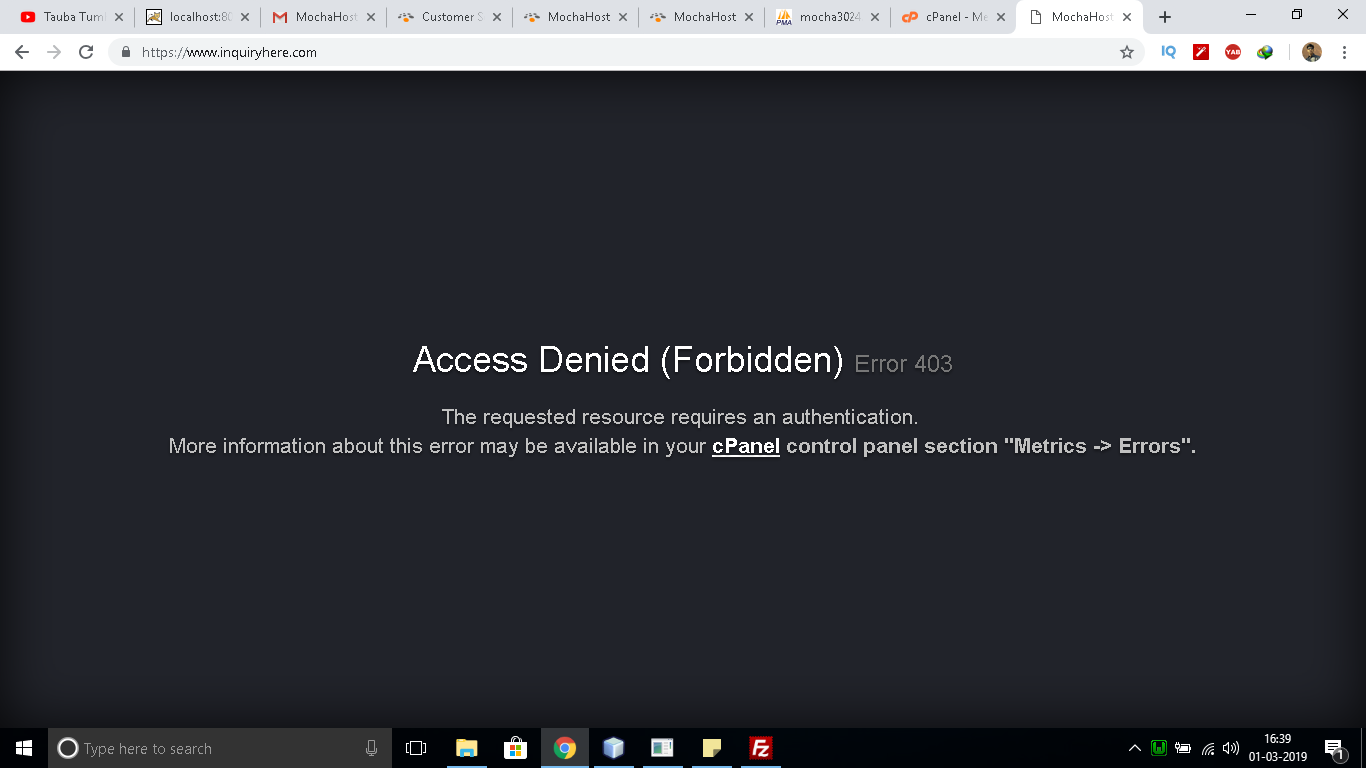 Tauba Tum
localhost:80
MochaHost
Customer S
MochaHost
MochaHost
PMA
mocha3024
cPanel - Me
MochaHost
https://www.inquiryhere.com
IQ
YAB
Access Denied (Forbidden) Error 403
The requested resource requires an authentication.
More information about this error may be available in your cPanel control panel section "Metrics -> Errors".
Type here to search
Fz
16:39
01-03-2019
1